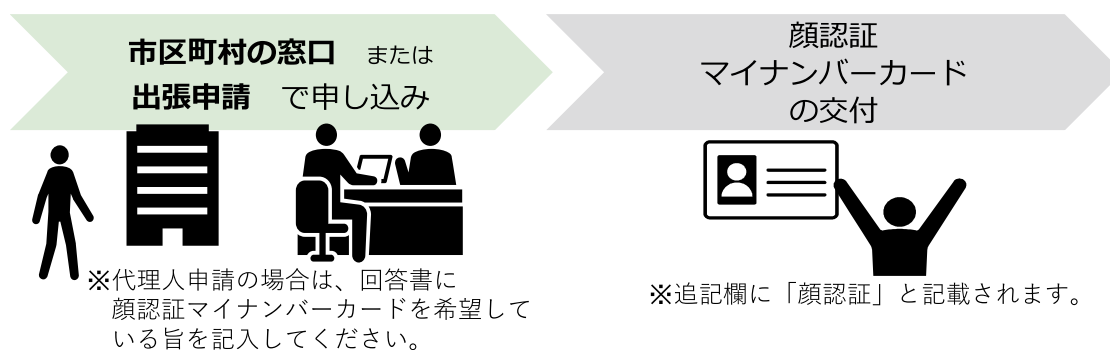 市区町村の窓口 または
出張申請 で申し込み
顔認証
マイナンバーカード
の交付
※代理人申請の場合は、回答書に
顔認証マイナンバーカードを希望して
いる旨を記入してください。
※追記欄に「顔認証」と記載されます。